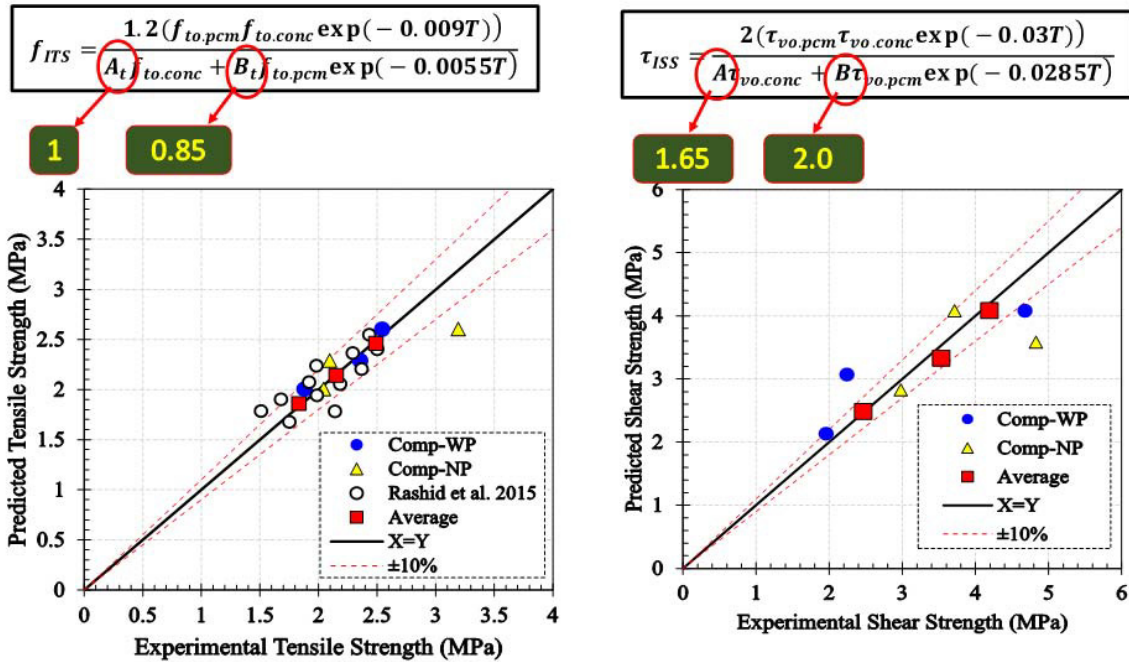 f_ITS = 1.2(f_to.pcm f_to.conc exp(-0.009T)) / A_t f_to.conc + B_t f_to.pcm exp(-0.0055T)
1
0.85
Predicted Tensile Strength (MPa)
4
3.5
3
2.5
2
1.5
1
0.5
0
Comp-WP
Comp-NP
Rashid et al. 2015
Average
X=Y
±10%
0 0.5 1 1.5 2 2.5 3 3.5 4
Experimental Tensile Strength (MPa)
τ_ISS = 2(τ_vo.pcm τ_vo.conc exp(-0.03T)) / Aτ_vo.conc + Bτ_vo.pcm exp(-0.0285T)
1.65
2.0
Predicted Shear Strength (MPa)
6
5
4
3
2
1
0
Comp-WP
Comp-NP
Average
X=Y
±10%
0 1 2 3 4 5 6
Experimental Shear Strength (MPa)